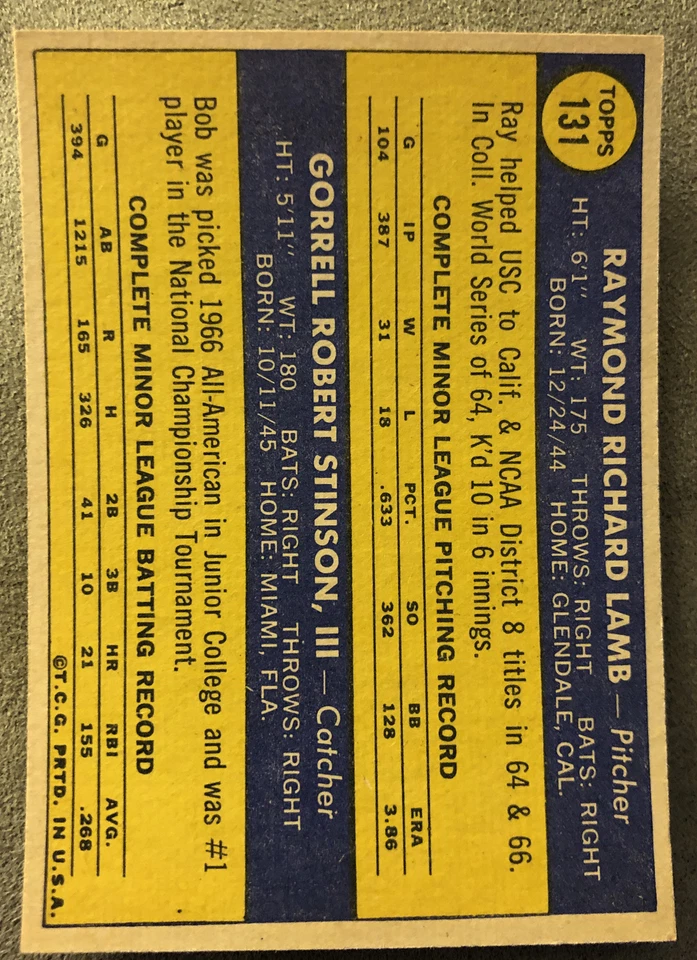 TOPPS
131
RAYMOND RICHARD LAMB — Pitcher
HT: 6'1" WT: 175 THROWS: RIGHT BATS: RIGHT
BORN: 12/24/44 HOME: GLENDALE, CAL.
Ray helped USC to Calif. & NCAA District 8 titles in 64 & 66.
In Coll. World Series of 64, K'd 10 in 6 innings.
COMPLETE MINOR LEAGUE PITCHING RECORD
G IP W L PCT. SO BB ERA
104 387 31 18 .633 362 128 3.86
GORRELL ROBERT STINSON, III — Catcher
HT: 5'11" WT: 180 BATS: RIGHT THROWS: RIGHT
BORN: 10/11/45 HOME: MIAMI, FLA.
Bob was picked 1966 All-American in Junior College and was #1
player in the National Championship Tournament.
COMPLETE MINOR LEAGUE BATTING RECORD
G AB R H 2B 3B HR RBI AVG.
394 1215 165 326 41 10 21 155 .268
©T.C.G. PRTD. IN U.S.A.